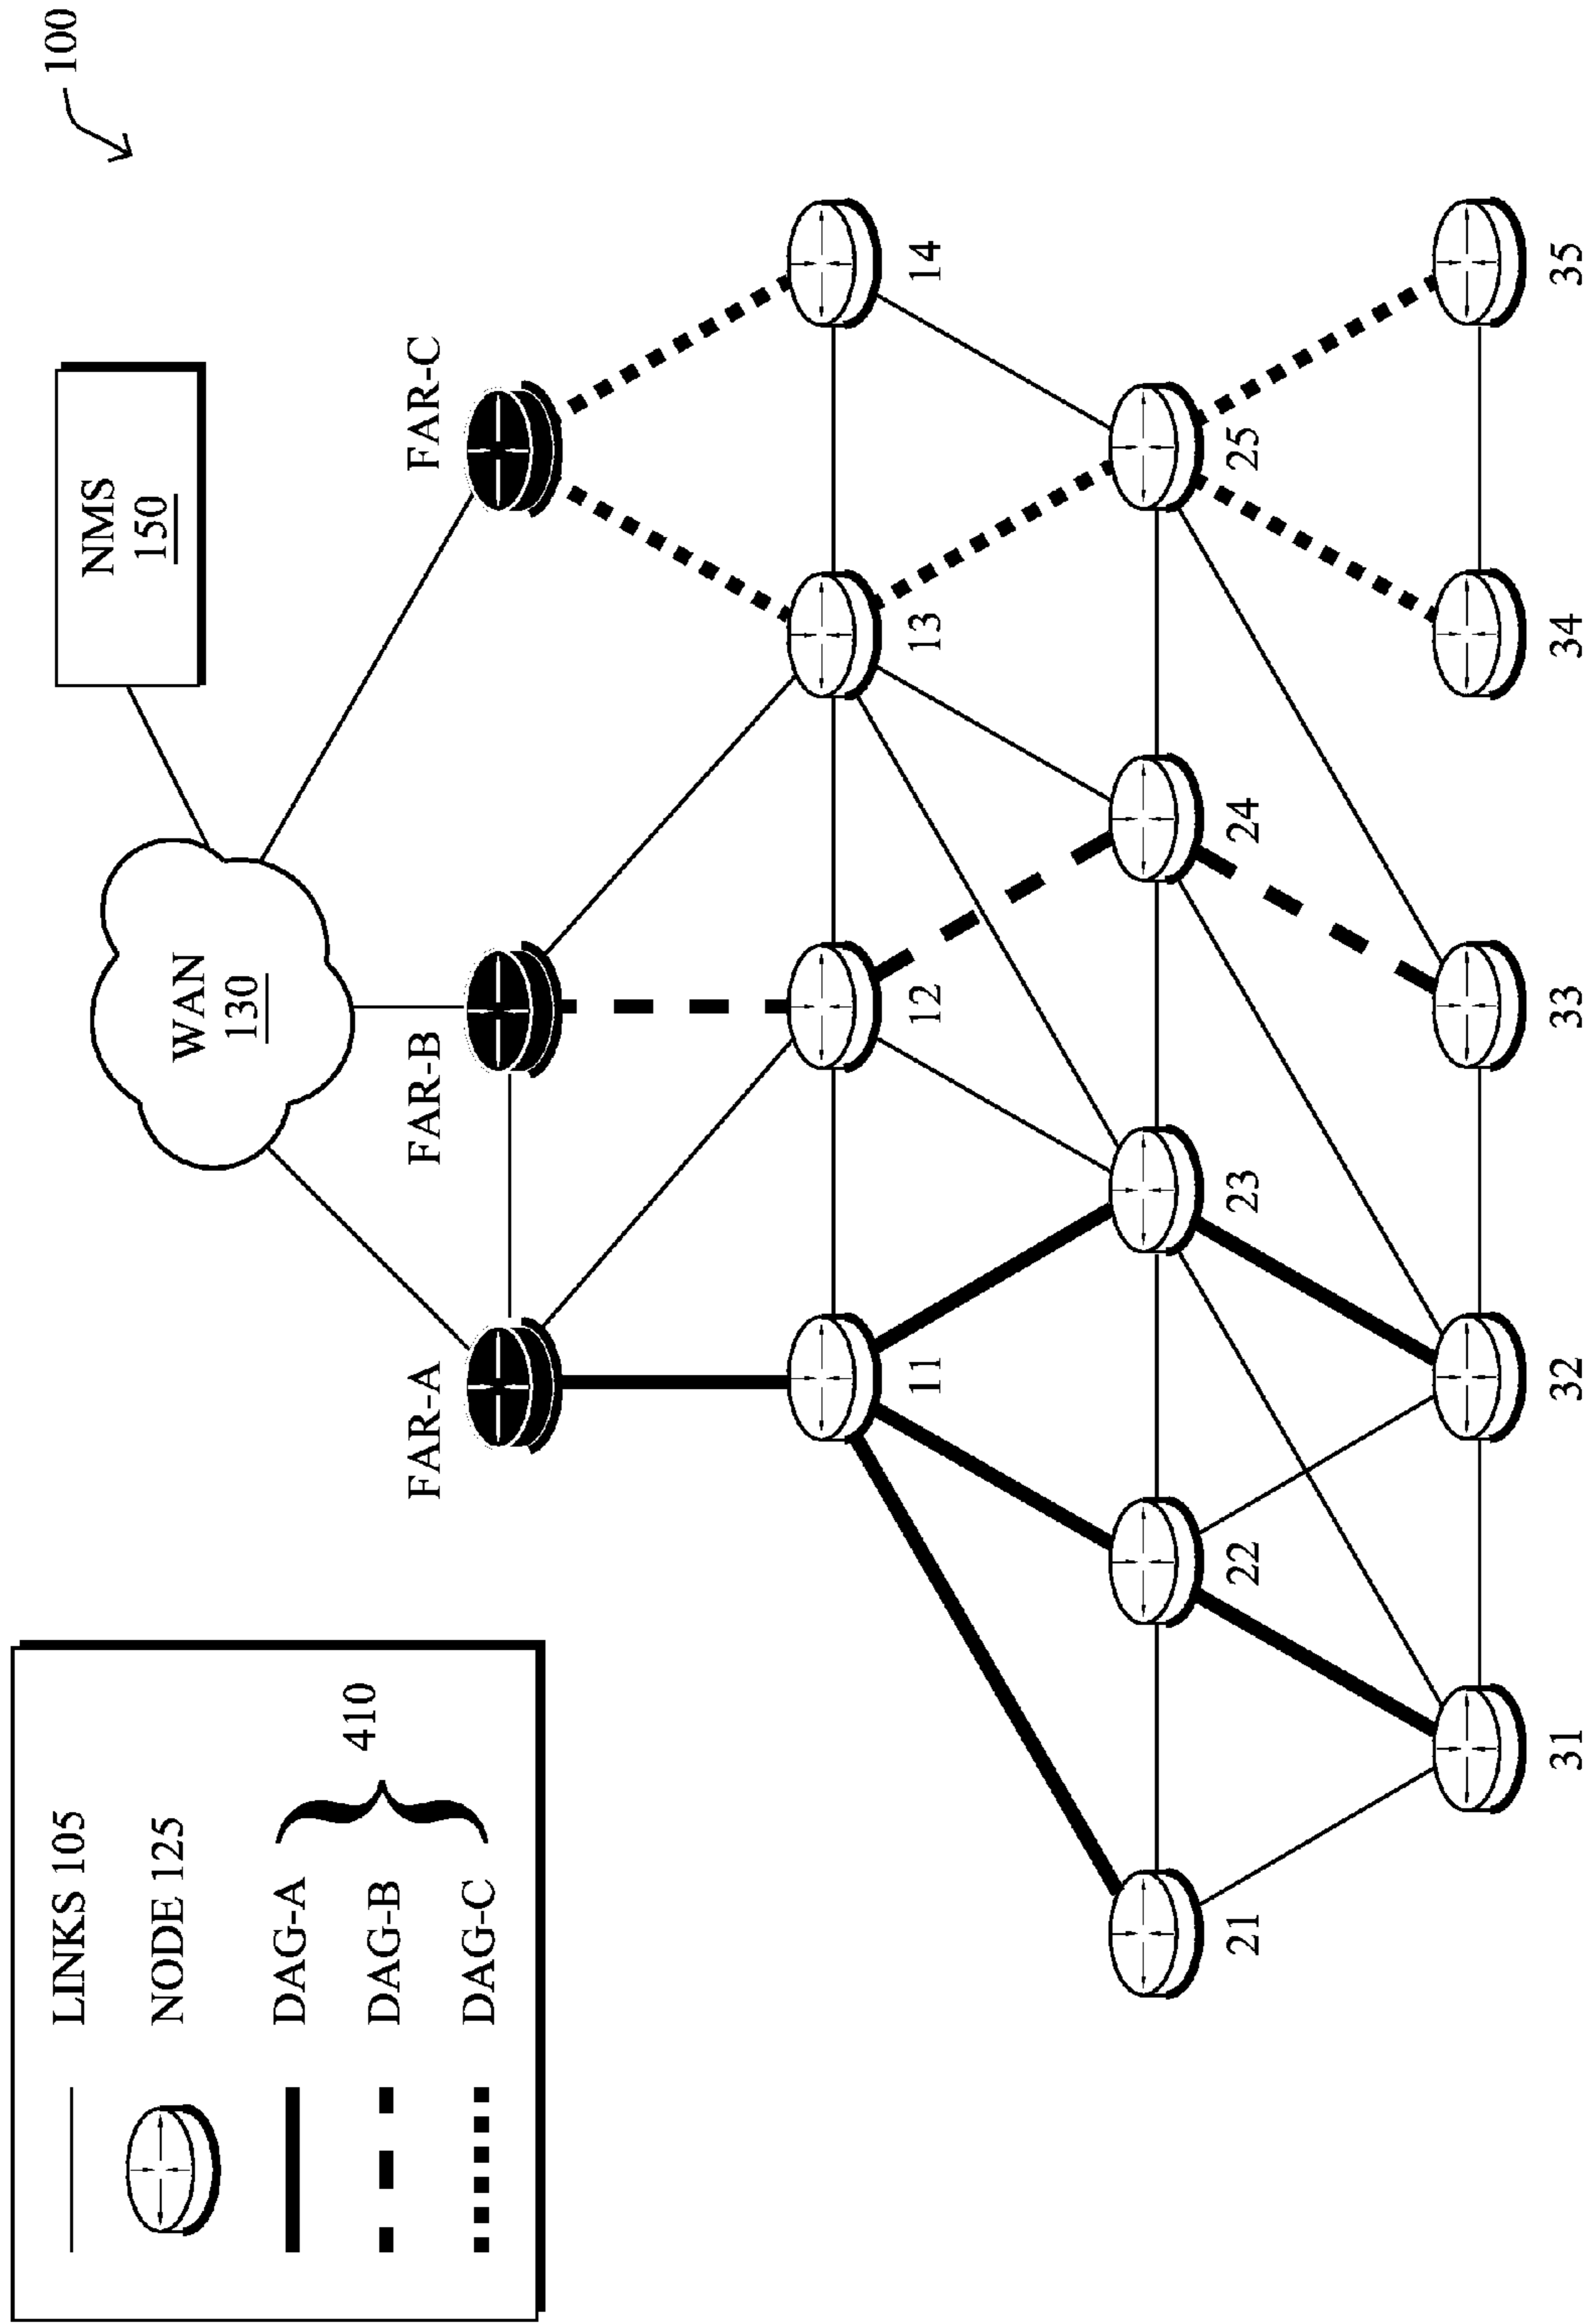 100
LINKS 105
NODE 125
DAG-A
DAG-B
DAG-C
410
NMS
150
WAN
130
FAR-A
FAR-B
FAR-C
11
12
13
14
21
22
23
24
25
31
32
33
34
35